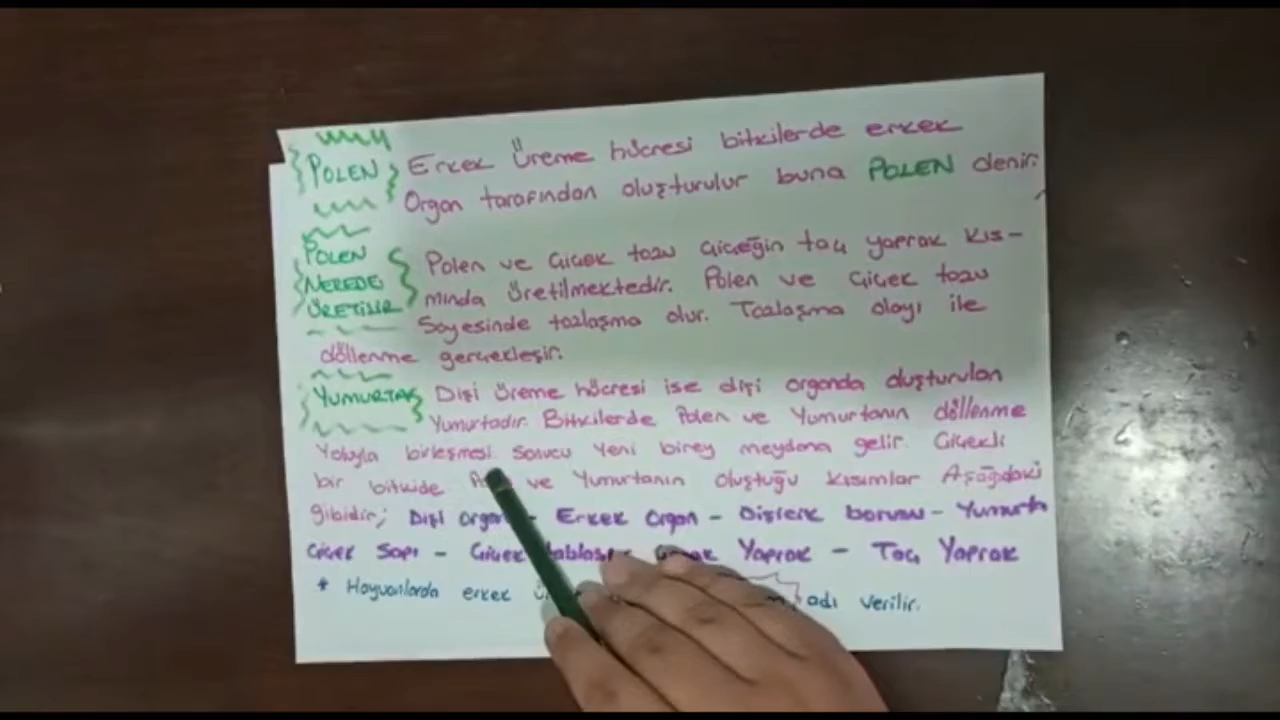 POLEN Erkek Üreme hücresi bitkilerde erkek
Organ tarafından oluşturulur buna POLEN denir.
POLEN NEREDE ÜRETİLİR
Polen ve Çiçek tozu Çiçeğin taç yaprak kıs-
mında Üretilmektedir. Polen ve Çiçek tozu
Sayesinde tozlaşma olur. Tozlaşma olayı ile
döllenme gerçekleşir.
YUMURTA Dişi Üreme hücresi ise dişi organda oluşturulan
Yumurtadır. Bitkilerde Polen ve Yumurtanın döllenme
Yoluyla birleşmesi Sonucu Yeni birey meydana gelir. Çiçekli
bir bitkide ve Yumurtanın Oluştuğu kısımlar Aşağıdaki
gibidir; Dişi Organ - Erkek Organ - Dişicik borusu - Yumurta
Çiçek Sapı - Çiçek Yaprak - Taç Yaprak
* Hayvanlarda erkek adı verilir.